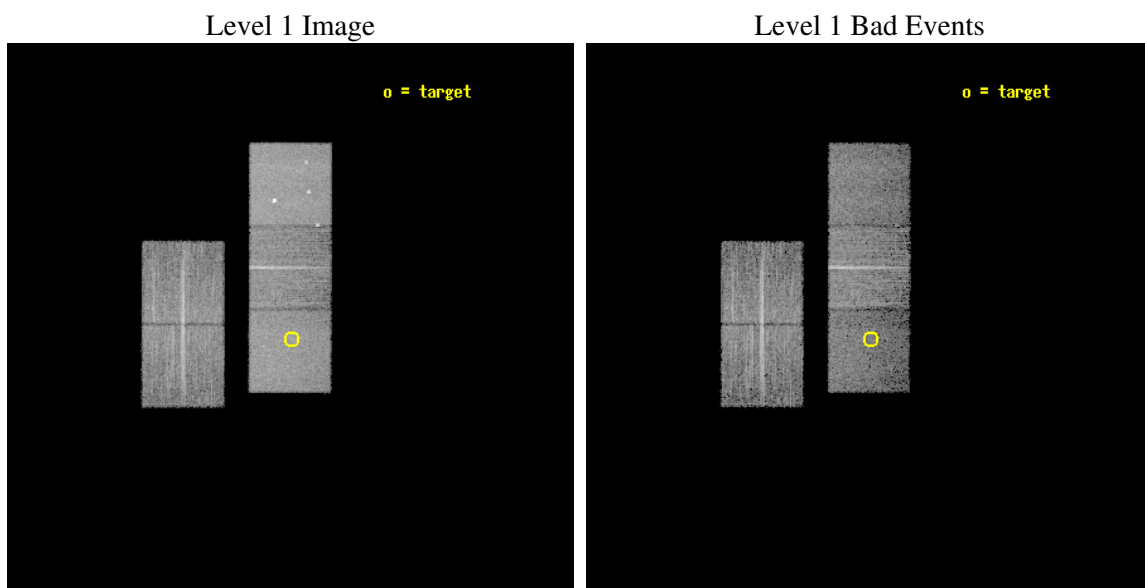 Level 1 Image
Level 1 Bad Events
o = target
o = target